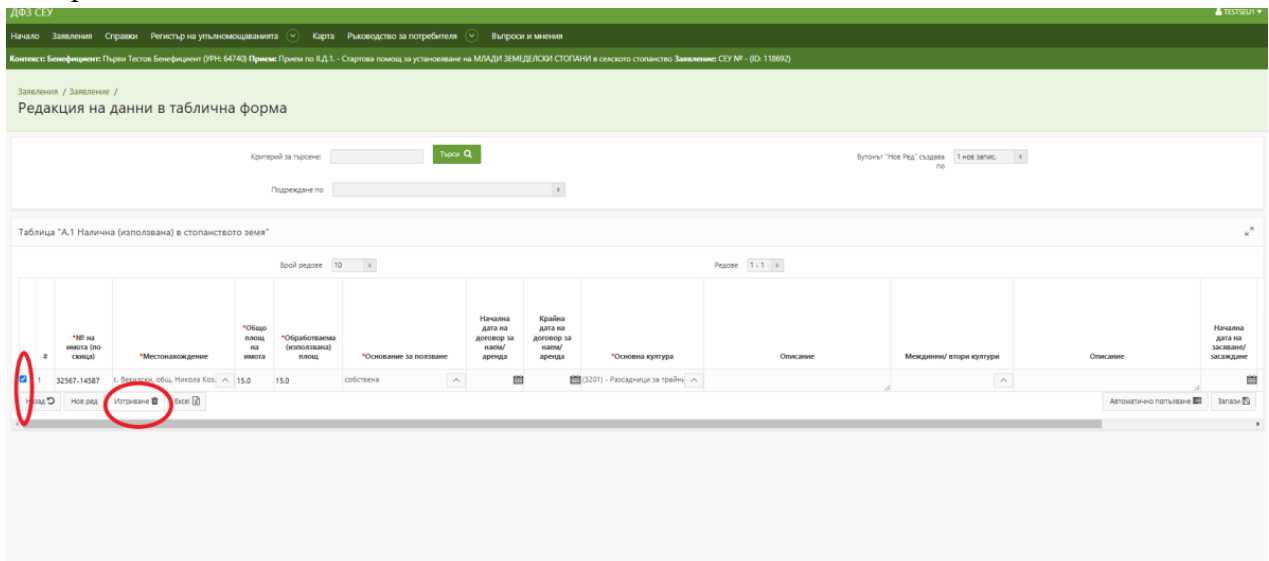 ДФЗ СЕУ
TESTSEU1
Начало Заявления Справки Регистър на упълномощаванията Карта Ръководство за потребителя Въпроси и мнения
Контекст: Бенефициент: Първи Тестов Бенефициент (УРН: 64740) Прием: Прием по II.Д.1. - Стартова помощ за установяване на МЛАДИ ЗЕМЕДЕЛСКИ СТОПАНИ в селското стопанство Заявление: СЕУ № - (ID: 118692)
Заявления / Заявление /
Редакция на данни в таблична форма
Критерий за търсене: Търси
Бутонът "Нов Ред" създава по 1 нов запис.
Подреждане по
Таблица "А.1 Налична (използвана) в стопанството земя"
Брой редове 10 Редове 1 - 1
# *№ на имота (по скица) *Местонахождение *Общо площ на имота *Обработваема (използвана) площ *Основание за ползване Начална дата на договор за наем/ аренда Крайна дата на договор за наем/ аренда *Основна култура Описание Междинни/ втори култури Описание Начална дата на засяване/ засаждане
1 32567-14587 общ. Никола Коз. 15.0 15.0 собствена (3201) - Разсадници за трайни
Назад Нов ред Изтриване Excel Автоматично попълване Запази